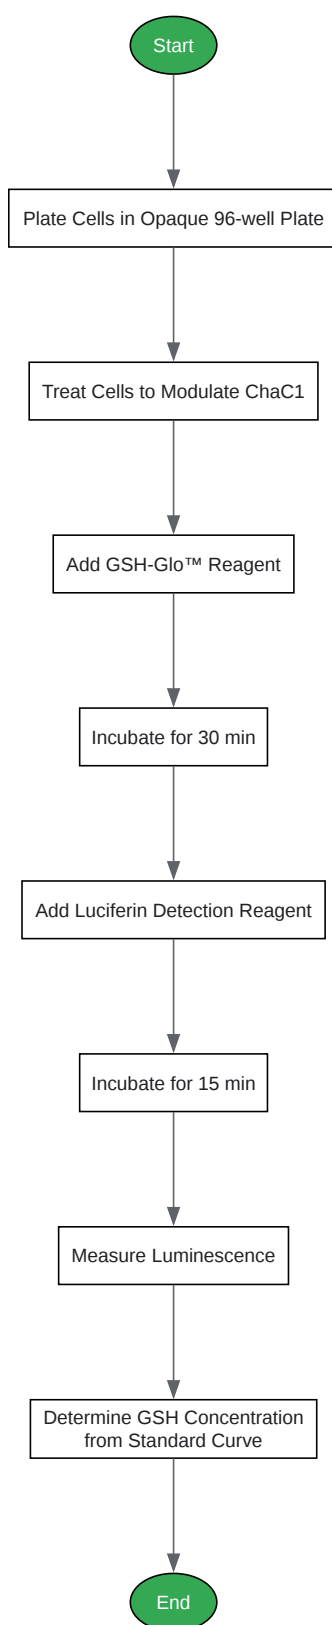 Start
Plate Cells in Opaque 96-well Plate
Treat Cells to Modulate ChaC1
Add GSH-Glo™ Reagent
Incubate for 30 min
Add Luciferin Detection Reagent
Incubate for 15 min
Measure Luminescence
Determine GSH Concentration
from Standard Curve
End